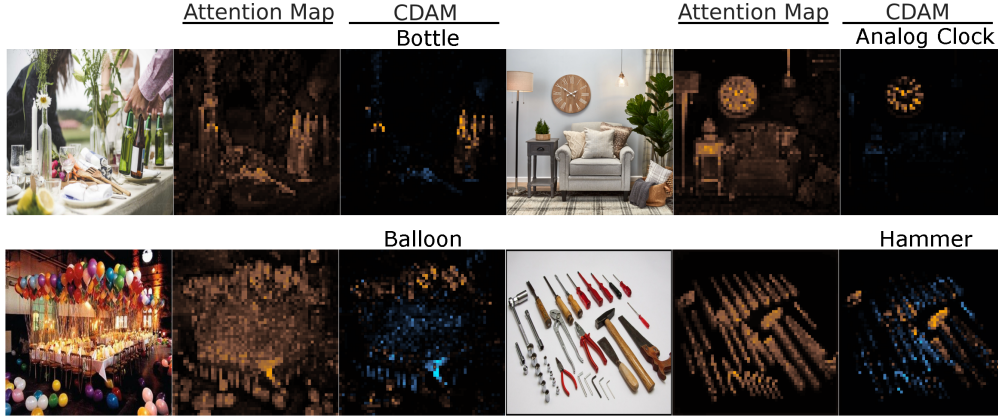 Attention Map CDAM Attention Map CDAM
Bottle Analog Clock
Balloon Hammer